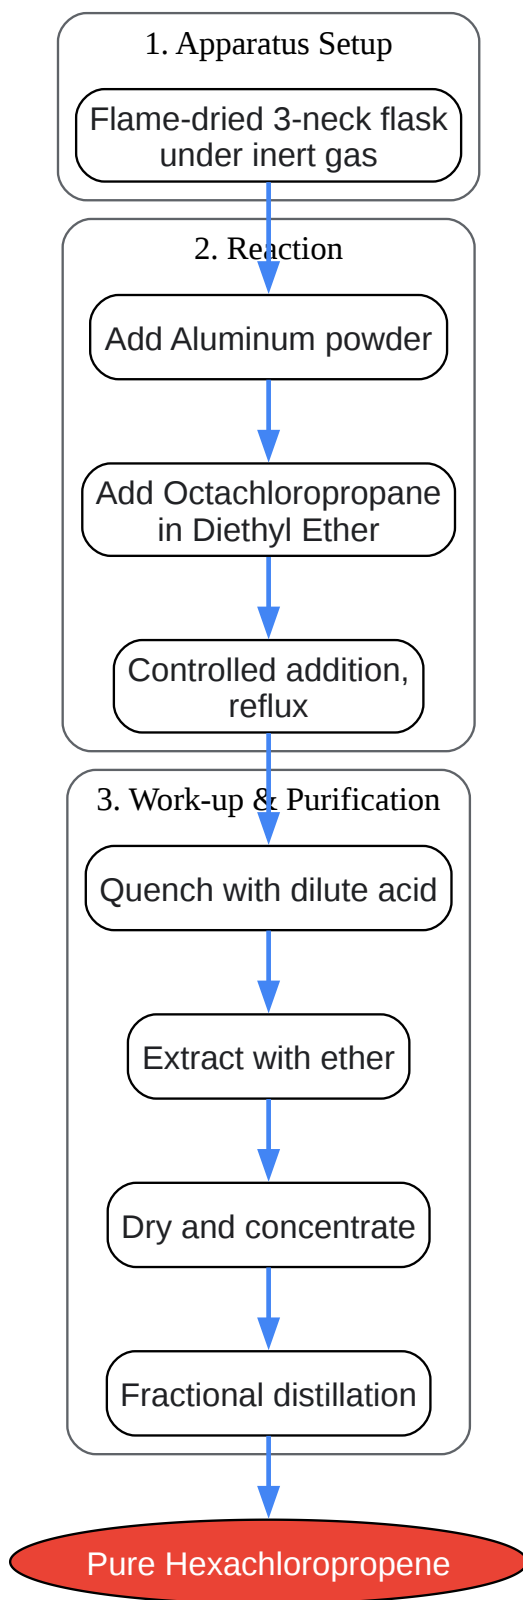 1. Apparatus Setup
Flame-dried 3-neck flask
under inert gas
2. Reaction
Add Aluminum powder
Add Octachloropropane
in Diethyl Ether
Controlled addition,
reflux
3. Work-up & Purification
Quench with dilute acid
Extract with ether
Dry and concentrate
Fractional distillation
Pure Hexachloropropene